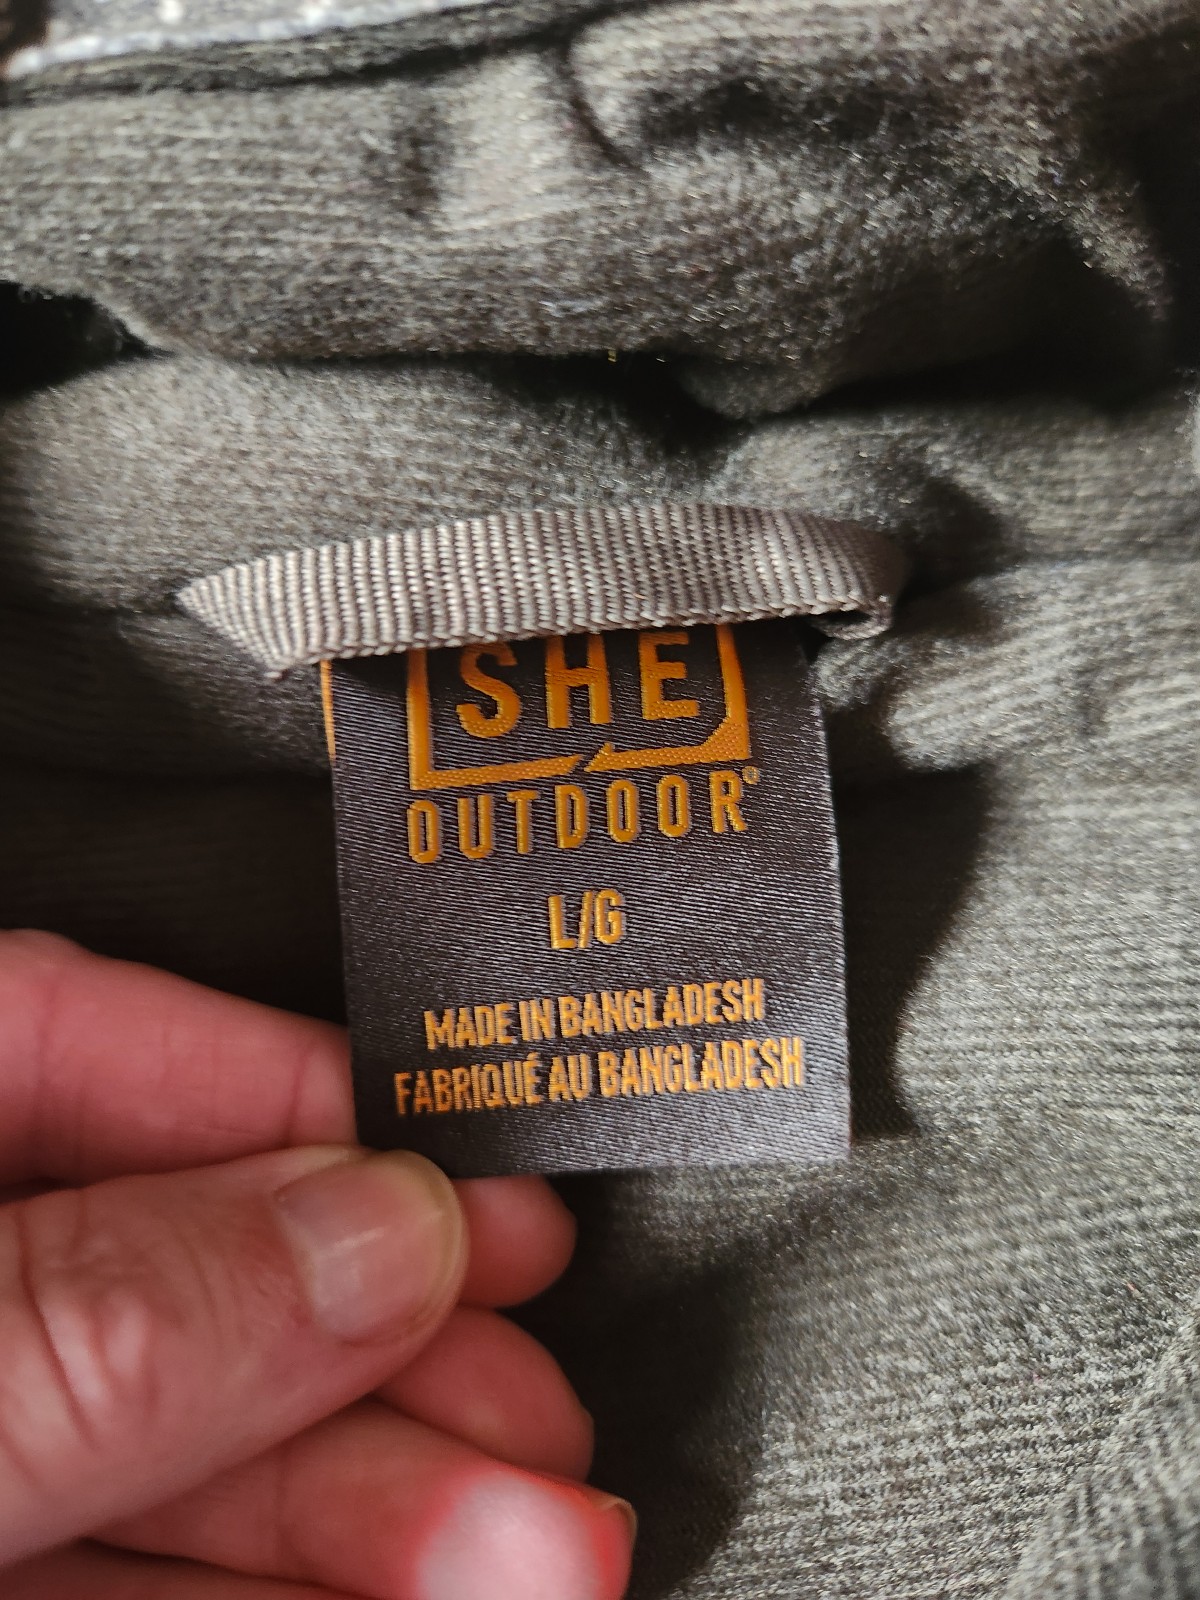 SHE
OUTDOOR®
L/G
MADE IN BANGLADESH
FABRIQUÉ AU BANGLADESH